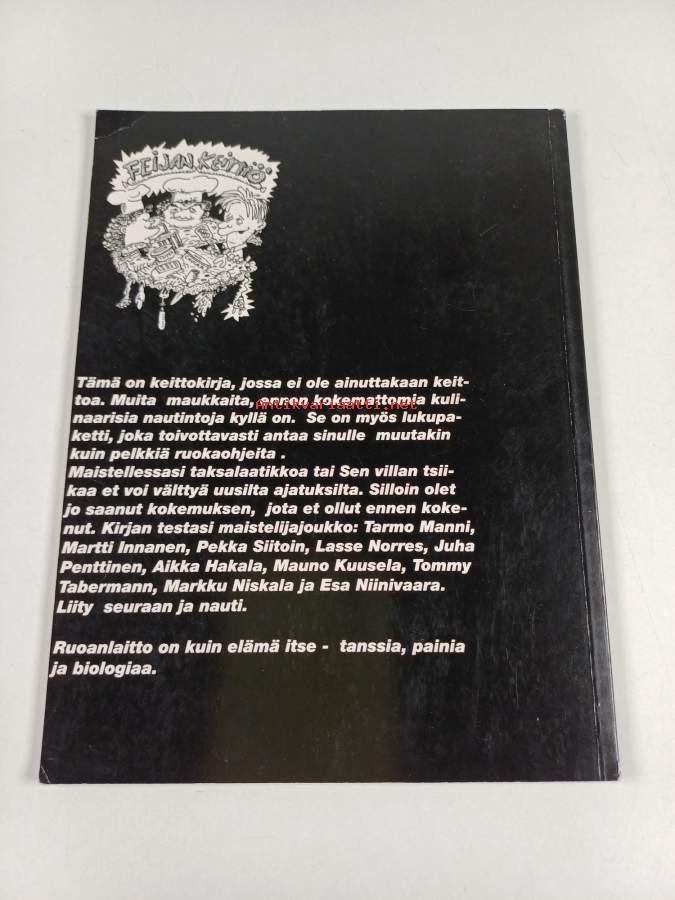 FEIJAN KEITTIÖ
Tämä on keittokirja, jossa ei ole ainuttakaan keit-
toa. Muita maukkaita, ennen kokemattomia kuli-
Antikvariaatti.net
naarisia nautintoja kyllä on. Se on myös lukupa-
ketti, joka toivottavasti antaa sinulle muutakin
kuin pelkkiä ruokaohjeita .
Maistellessasi taksalaatikkoa tai Sen villan tsii-
kaa et voi välttyä uusilta ajatuksilta. Silloin olet
jo saanut kokemuksen, jota et ollut ennen koke-
nut. Kirjan testasi maistelijajoukko: Tarmo Manni,
Martti Innanen, Pekka Siitoin, Lasse Norres, Juha
Penttinen, Aikka Hakala, Mauno Kuusela, Tommy
Tabermann, Markku Niskala ja Esa Niinivaara.
Liity seuraan ja nauti.
Ruoanlaitto on kuin elämä itse - tanssia, painia
ja biologiaa.